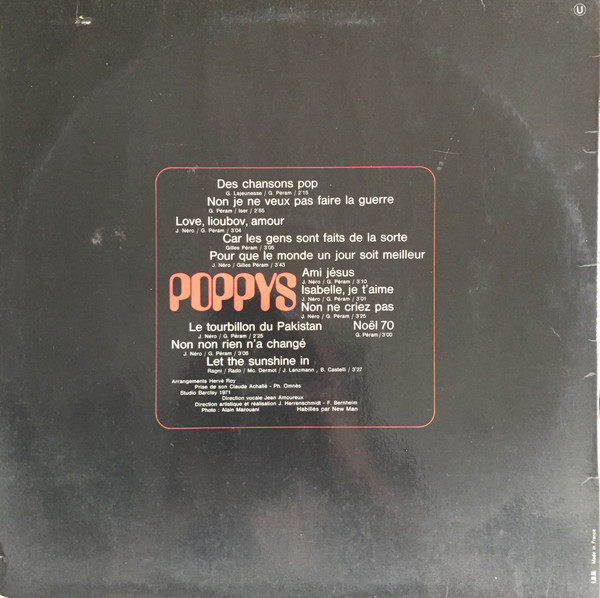 U
Des chansons pop
G. Lajeunesse / G. Péram / 2'15
Non je ne veux pas faire la guerre
G. Péram / Iser / 2'55
Love, lioubov, amour
J. Néro / G. Péram / 3'04
Car les gens sont faits de la sorte
Gilles Péram / 3'05
Pour que le monde un jour soit meilleur
J. Néro / Gilles Péram / 3'43
POPPYS
Ami jésus
J. Néro / G. Péram / 3'10
Isabelle, je t'aime
J. Néro / G. Péram / 3'01
Non ne criez pas
J. Néro / G. Péram / 3'25
Le tourbillon du Pakistan
J. Néro / G. Péram / 2'25
Noël 70
G. Péram / 3'00
Non non rien n'a changé
J. Néro / G. Péram / 3'08
Let the sunshine in
Ragni / Rado / Mc. Dermot / J. Lanzmann , B. Castelli / 3'27
Arrangements Hervé Roy
Prise de son Claude Achallé - Ph. Omnès
Studio Barclay 1971
Direction vocale Jean Amoureux
Direction artistique et réalisation J. Herrenschmidt - F. Bernheim
Photo : Alain Marouani Habillés par New Man
Made in France